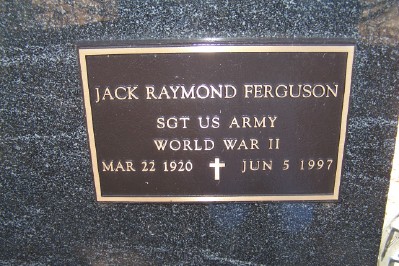 JACK RAYMOND FERGUSON
SGT US ARMY
WORLD WAR II
MAR 22 1920 ✝ JUN 5 1997